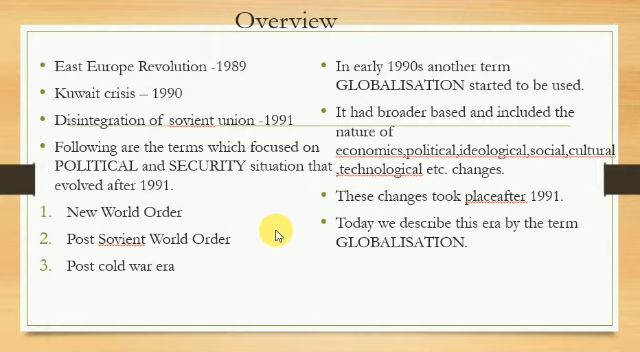 Overview
East Europe Revolution -1989
Kuwait crisis – 1990
Disintegration of sovient union -1991
Following are the terms which focused on
POLITICAL and SECURITY situation that
evolved after 1991.
1. New World Order
2. Post Sovient World Order
3. Post cold war era
In early 1990s another term
GLOBALISATION started to be used.
It had broader based and included the
nature of
economics,political,ideological,social,cultural
,technological etc. changes.
These changes took placeafter 1991.
Today we describe this era by the term
GLOBALISATION.